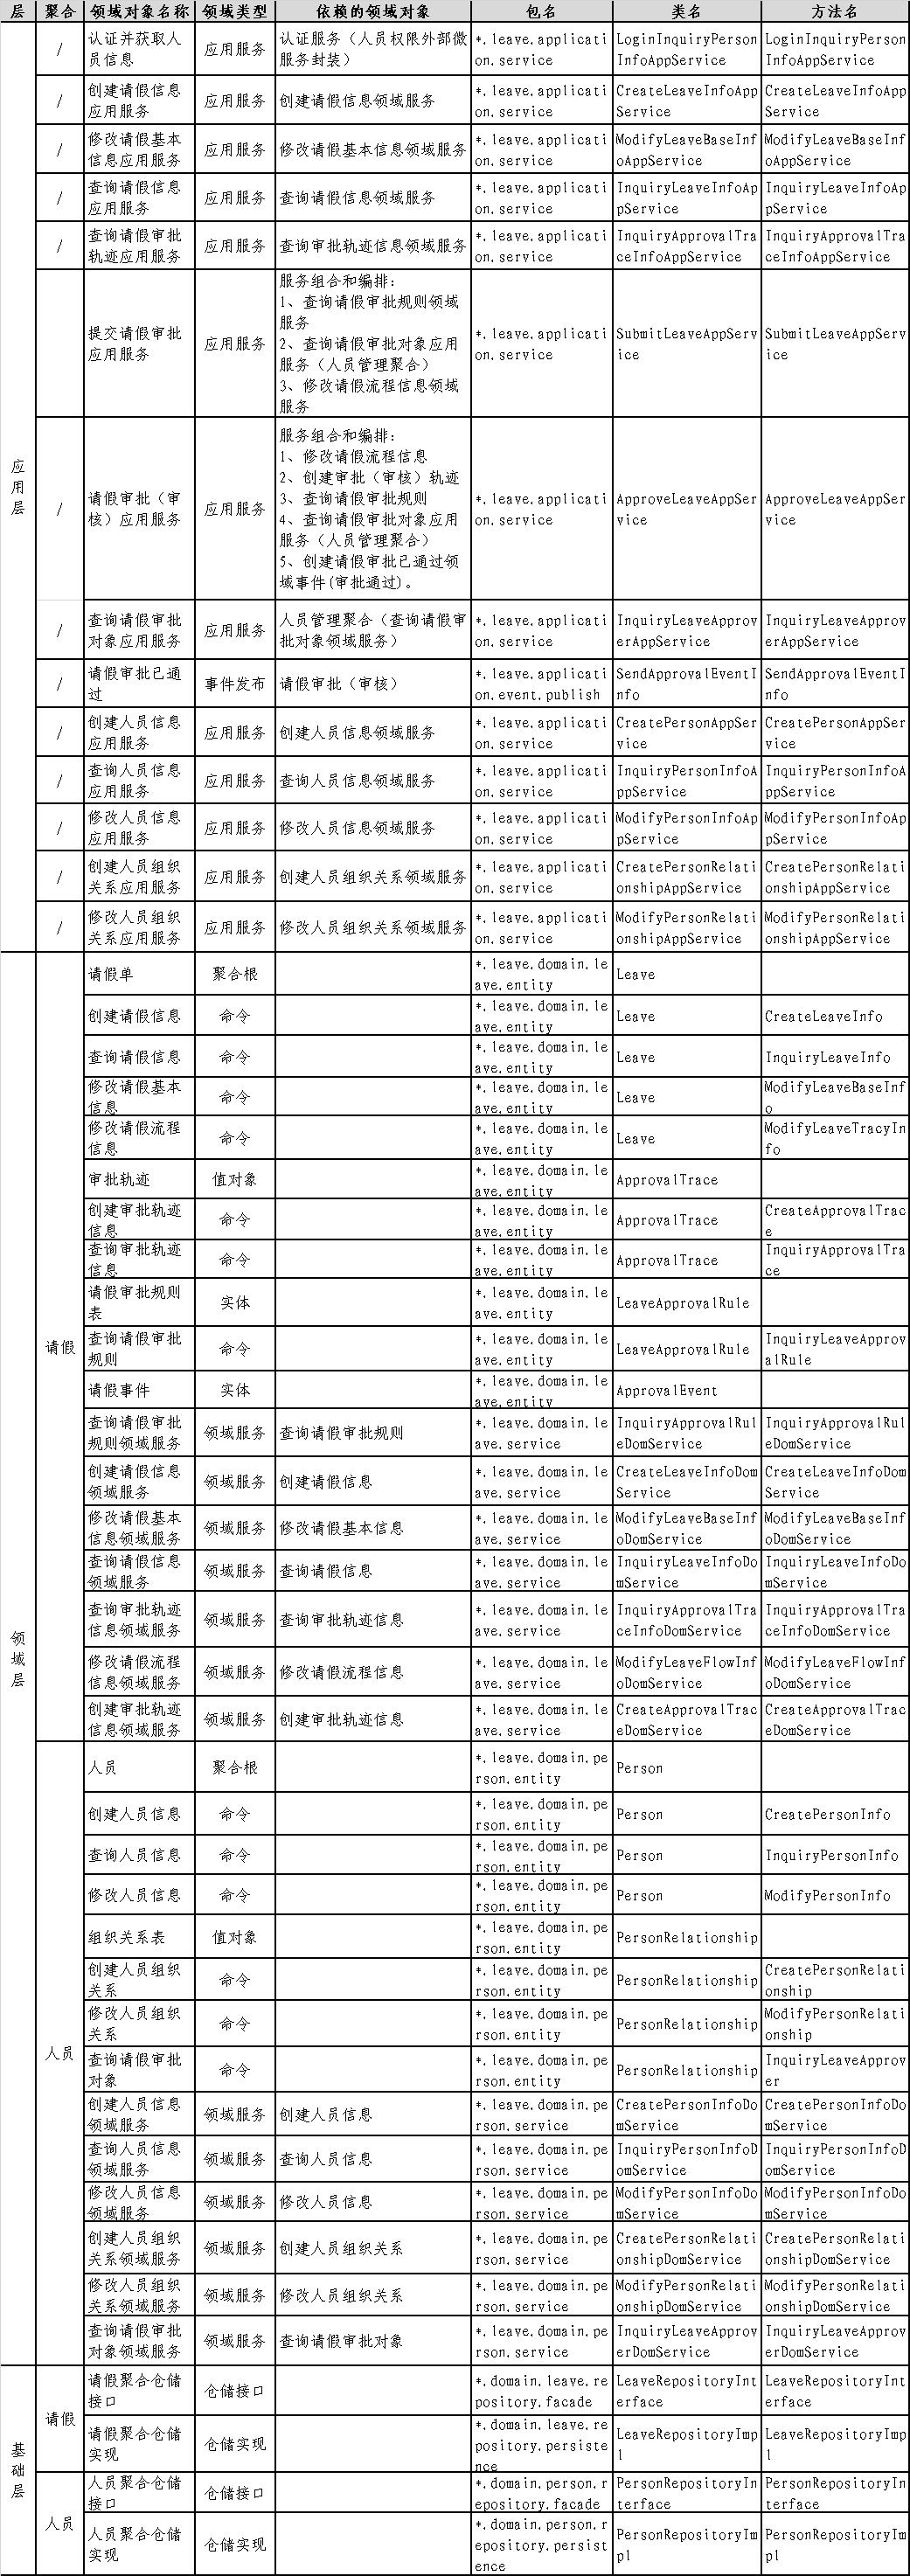 层 聚合 领域对象名称 领域类型 依赖的领域对象 包名 类名 方法名
应用层
/ 认证并获取人员信息 应用服务 认证服务（人员权限外部微服务封装） *.leave.application.service LoginInquiryPersonInfoAppService LoginInquiryPersonInfoAppService
/ 创建请假信息应用服务 应用服务 创建请假信息领域服务 *.leave.application.service CreateLeaveInfoAppService CreateLeaveInfoAppService
/ 修改请假基本信息应用服务 应用服务 修改请假基本信息领域服务 *.leave.application.service ModifyLeaveBaseInfoAppService ModifyLeaveBaseInfoAppService
/ 查询请假信息应用服务 应用服务 查询请假信息领域服务 *.leave.application.service InquiryLeaveInfoAppService InquiryLeaveInfoAppService
/ 查询请假审批轨迹应用服务 应用服务 查询审批轨迹信息领域服务 *.leave.application.service InquiryApprovalTraceInfoAppService InquiryApprovalTraceInfoAppService
提交请假审批应用服务 应用服务 服务组合和编排：
1、查询请假审批规则领域服务
2、查询请假审批对象应用服务（人员管理聚合）
3、修改请假流程信息领域服务
*.leave.application.service SubmitLeaveAppService SubmitLeaveAppService
/ 请假审批（审核）应用服务 应用服务 服务组合和编排：
1、修改请假流程信息
2、创建审批（审核）轨迹
3、查询请假审批规则
4、查询请假审批对象应用服务（人员管理聚合）
5、创建请假审批已通过领域事件(审批通过)。
*.leave.application.service ApproveLeaveAppService ApproveLeaveAppService
/ 查询请假审批对象应用服务 应用服务 人员管理聚合（查询请假审批对象领域服务） *.leave.application.service InquiryLeaveApproverAppService InquiryLeaveApproverAppService
/ 请假审批已通过 事件发布 请假审批（审核） *.leave.application.event.publish SendApprovalEventInfo SendApprovalEventInfo
/ 创建人员信息应用服务 应用服务 创建人员信息领域服务 *.leave.application.service CreatePersonAppService CreatePersonAppService
/ 查询人员信息应用服务 应用服务 查询人员信息领域服务 *.leave.application.service InquiryPersonInfoAppService InquiryPersonInfoAppService
/ 修改人员信息应用服务 应用服务 修改人员信息领域服务 *.leave.application.service ModifyPersonInfoAppService ModifyPersonInfoAppService
/ 创建人员组织关系应用服务 应用服务 创建人员组织关系领域服务 *.leave.application.service CreatePersonRelationshipAppService CreatePersonRelationshipAppService
/ 修改人员组织关系应用服务 应用服务 修改人员组织关系领域服务 *.leave.application.service ModifyPersonRelationshipAppService ModifyPersonRelationshipAppService
领域层
请假
请假单 聚合根 *.leave.domain.leave.entity Leave
创建请假信息 命令 *.leave.domain.leave.entity Leave CreateLeaveInfo
查询请假信息 命令 *.leave.domain.leave.entity Leave InquiryLeaveInfo
修改请假基本信息 命令 *.leave.domain.leave.entity Leave ModifyLeaveBaseInfo
修改请假流程信息 命令 *.leave.domain.leave.entity Leave ModifyLeaveTracyInfo
审批轨迹 值对象 *.leave.domain.leave.entity ApprovalTrace
创建审批轨迹信息 命令 *.leave.domain.leave.entity ApprovalTrace CreateApprovalTrace
查询审批轨迹信息 命令 *.leave.domain.leave.entity ApprovalTrace InquiryApprovalTrace
请假审批规则表 实体 *.leave.domain.leave.entity LeaveApprovalRule
查询请假审批规则 命令 *.leave.domain.leave.entity LeaveApprovalRule InquiryLeaveApprovalRule
请假事件 实体 *.leave.domain.leave.entity ApprovalEvent
查询请假审批规则领域服务 领域服务 查询请假审批规则 *.leave.domain.leave.service InquiryApprovalRuleDomService InquiryApprovalRuleDomService
创建请假信息领域服务 领域服务 创建请假信息 *.leave.domain.leave.service CreateLeaveInfoDomService CreateLeaveInfoDomService
修改请假基本信息领域服务 领域服务 修改请假基本信息 *.leave.domain.leave.service ModifyLeaveBaseInfoDomService ModifyLeaveBaseInfoDomService
查询请假信息领域服务 领域服务 查询请假信息 *.leave.domain.leave.service InquiryLeaveInfoDomService InquiryLeaveInfoDomService
查询审批轨迹信息领域服务 领域服务 查询审批轨迹信息 *.leave.domain.leave.service InquiryApprovalTraceInfoDomService InquiryApprovalTraceInfoDomService
修改请假流程信息领域服务 领域服务 修改请假流程信息 *.leave.domain.leave.service ModifyLeaveFlowInfoDomService ModifyLeaveFlowInfoDomService
创建审批轨迹信息领域服务 领域服务 创建审批轨迹信息 *.leave.domain.leave.service CreateApprovalTraceDomService CreateApprovalTraceDomService
人员
人员 聚合根 *.leave.domain.person.entity Person
创建人员信息 命令 *.leave.domain.person.entity Person CreatePersonInfo
查询人员信息 命令 *.leave.domain.person.entity Person InquiryPersonInfo
修改人员信息 命令 *.leave.domain.person.entity Person ModifyPersonInfo
组织关系表 值对象 *.leave.domain.person.entity PersonRelationship
创建人员组织关系 命令 *.leave.domain.person.entity PersonRelationship CreatePersonRelationship
修改人员组织关系 命令 *.leave.domain.person.entity PersonRelationship ModifyPersonRelationship
查询请假审批对象 命令 *.leave.domain.person.entity PersonRelationship InquiryLeaveApprover
创建人员信息领域服务 领域服务 创建人员信息 *.leave.domain.person.service CreatePersonInfoDomService CreatePersonInfoDomService
查询人员信息领域服务 领域服务 查询人员信息 *.leave.domain.person.service InquiryPersonInfoDomService InquiryPersonInfoDomService
修改人员信息领域服务 领域服务 修改人员信息 *.leave.domain.person.service ModifyPersonInfoDomService ModifyPersonInfoDomService
创建人员组织关系领域服务 领域服务 创建人员组织关系 *.leave.domain.person.service CreatePersonRelationshipDomService CreatePersonRelationshipDomService
修改人员组织关系领域服务 领域服务 修改人员组织关系 *.leave.domain.person.service ModifyPersonRelationshipDomService ModifyPersonRelationshipDomService
查询请假审批对象领域服务 领域服务 查询请假审批对象 *.leave.domain.person.service InquiryLeaveApproverDomService InquiryLeaveApproverDomService
基础层
请假
请假聚合仓储接口 仓储接口 *.domain.leave.repository.facade LeaveRepositoryInterface LeaveRepositoryInterface
请假聚合仓储实现 仓储实现 *.domain.leave.repository.persistence LeaveRepositoryImpl LeaveRepositoryImpl
人员
人员聚合仓储接口 仓储接口 *.domain.person.repository.facade PersonRepositoryInterface PersonRepositoryInterface
人员聚合仓储实现 仓储实现 *.domain.person.repository.persistence PersonRepositoryImpl PersonRepositoryImpl